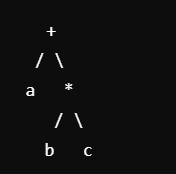 +
   / \
  a   *
     / \
    b   c